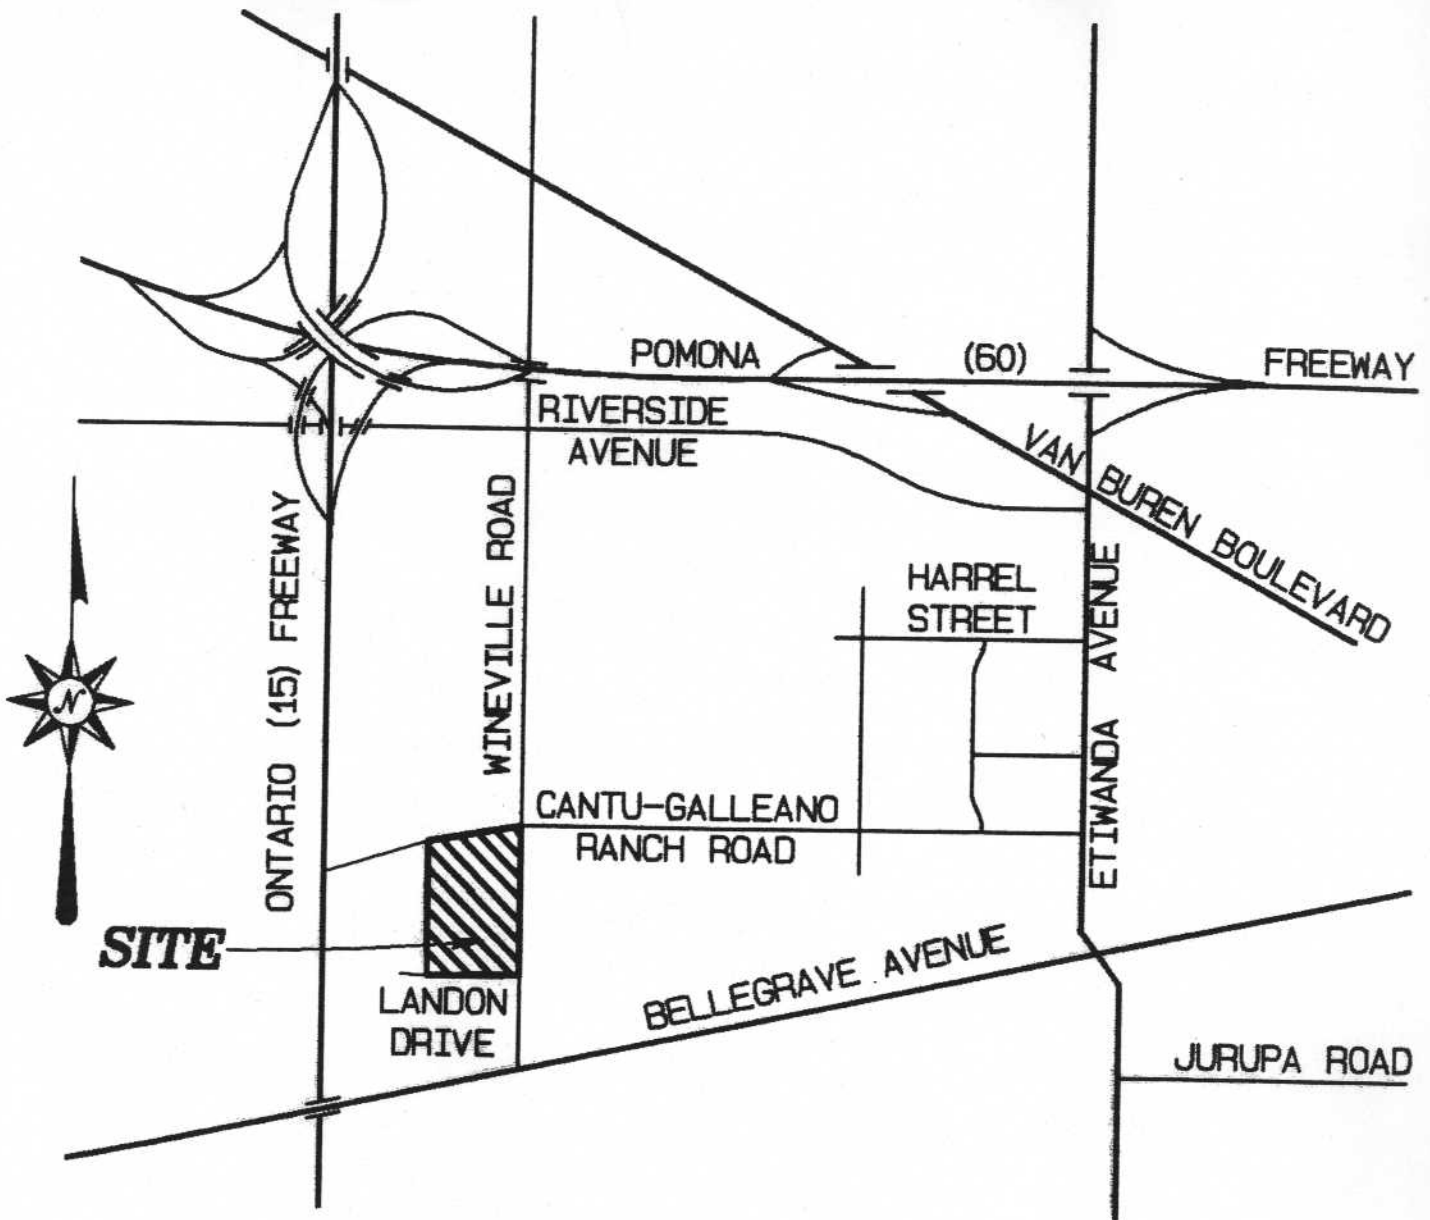 POMONA
(60)
FREEWAY
RIVERSIDE
AVENUE
VAN BUREN BOULEVARD
ONTARIO (15) FREEWAY
WINEVILLE ROAD
HARREL
STREET
ETIWANDA AVENUE
N
CANTU-GALLEANO
RANCH ROAD
SITE
LANDON
DRIVE
BELLEGRAVE AVENUE
JURUPA ROAD